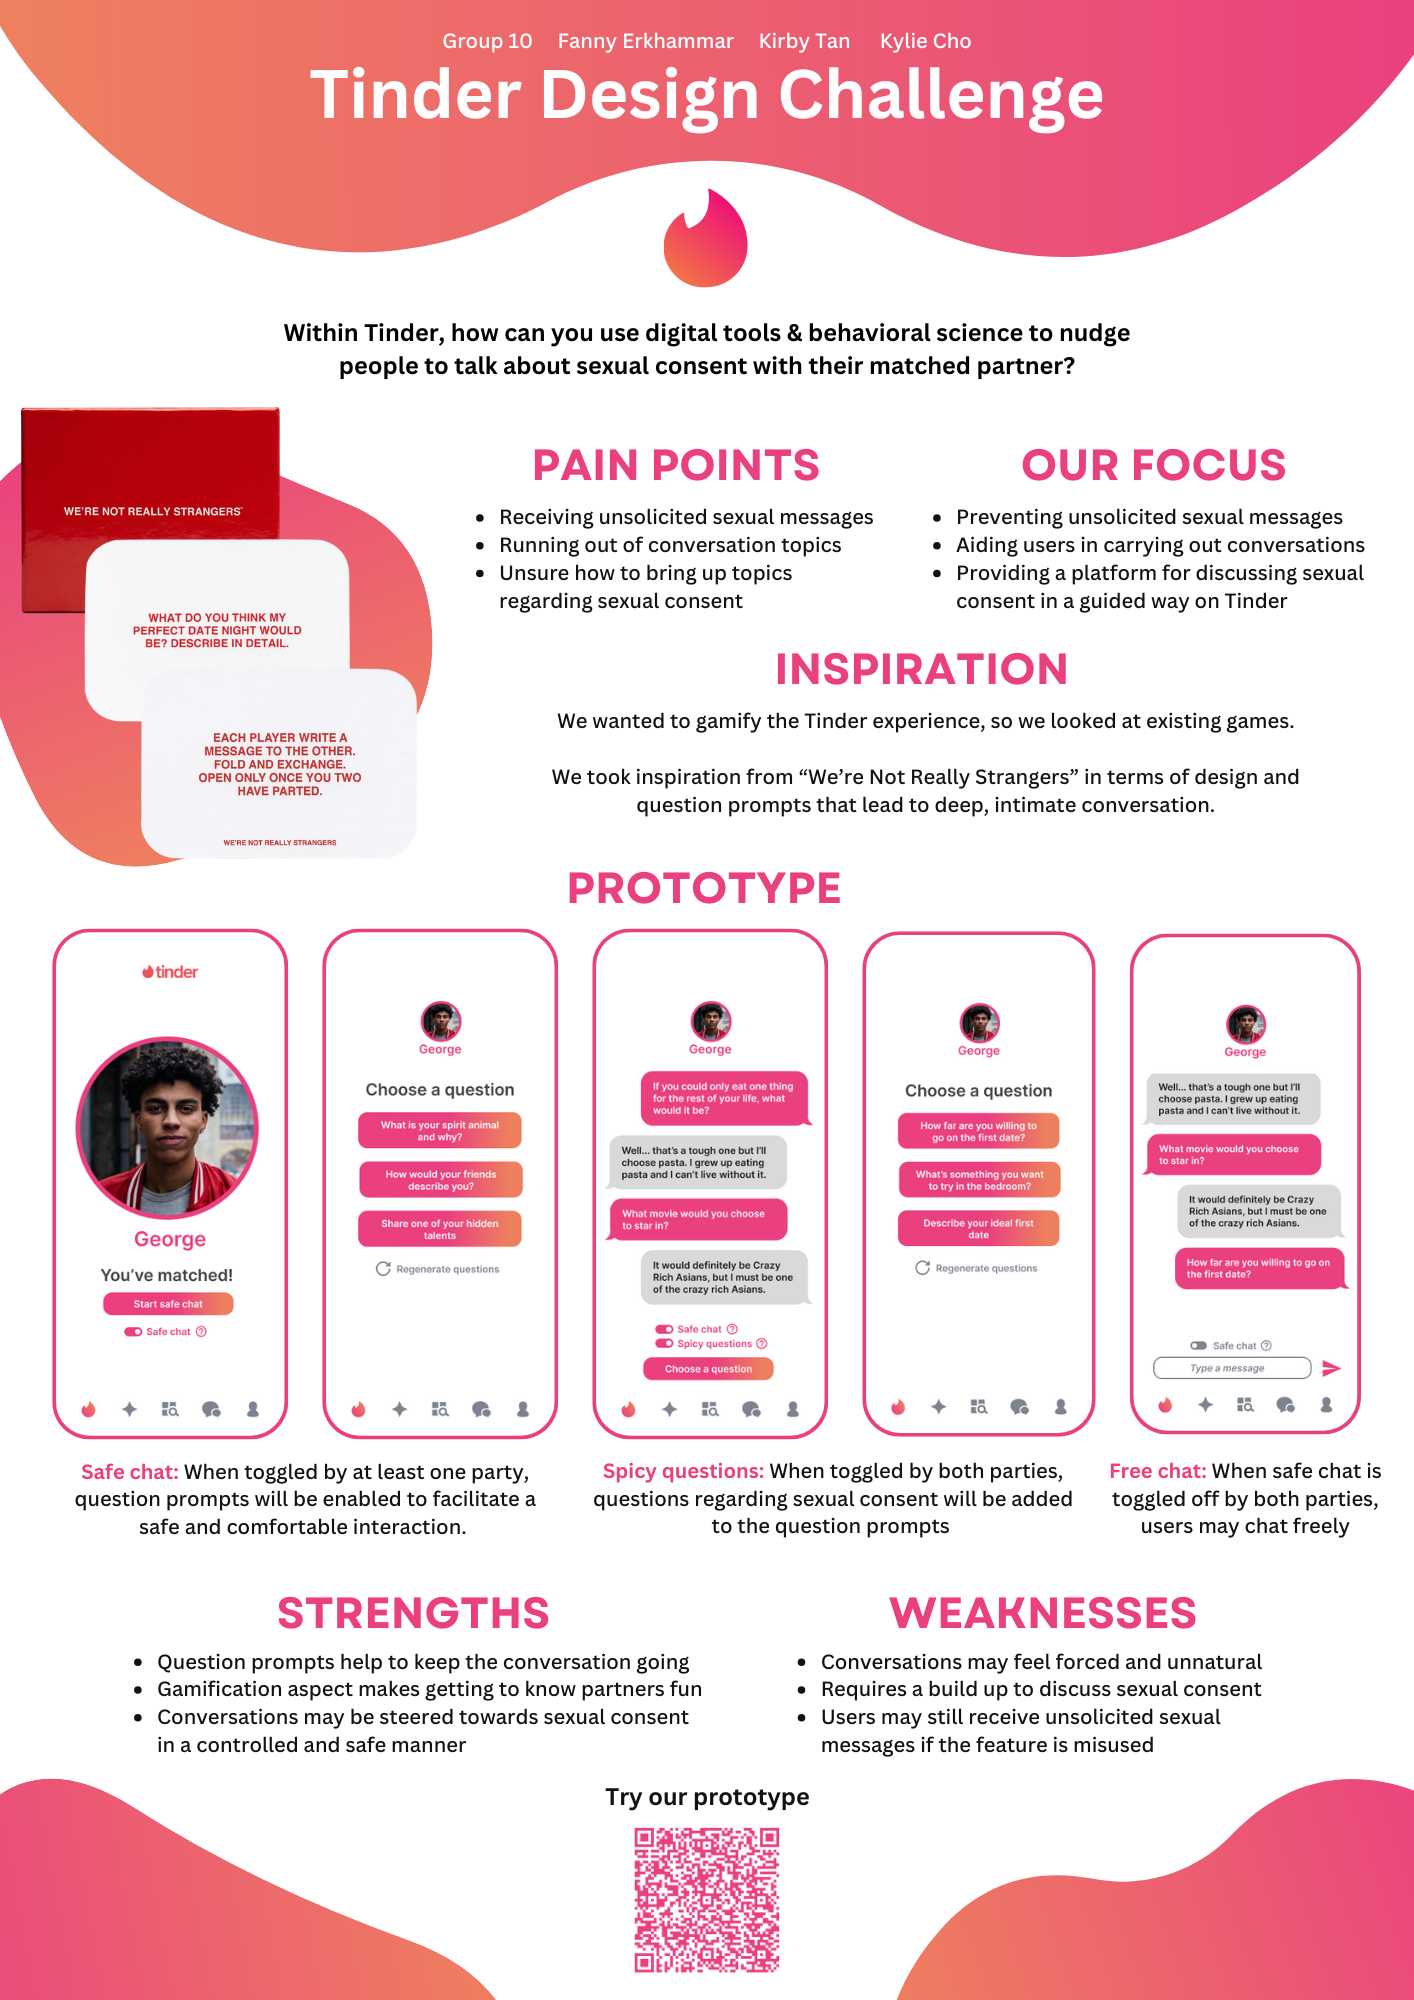 Group 10 Fanny Erkhammar Kirby Tan Kylie Cho
Tinder Design Challenge
Within Tinder, how can you use digital tools & behavioral science to nudge
people to talk about sexual consent with their matched partner?
WE'RE NOT REALLY STRANGERS
WHAT DO YOU THINK MY
PERFECT DATE NIGHT WOULD
BE? DESCRIBE IN DETAIL.
EACH PLAYER WRITE A
MESSAGE TO THE OTHER.
FOLD AND EXCHANGE.
OPEN ONLY ONCE YOU TWO
HAVE PARTED.
WE'RE NOT REALLY STRANGERS
PAIN POINTS
• Receiving unsolicited sexual messages
• Running out of conversation topics
• Unsure how to bring up topics
regarding sexual consent
OUR FOCUS
• Preventing unsolicited sexual messages
• Aiding users in carrying out conversations
• Providing a platform for discussing sexual
consent in a guided way on Tinder
INSPIRATION
We wanted to gamify the Tinder experience, so we looked at existing games.
We took inspiration from “We’re Not Really Strangers” in terms of design and
question prompts that lead to deep, intimate conversation.
PROTOTYPE
tinder
George
You've matched!
Start safe chat
Safe chat ?
George
Choose a question
What is your spirit animal
and why?
How would your friends
describe you?
Share one of your hidden
talents
Regenerate questions
George
If you could only eat one thing
for the rest of your life, what
would it be?
Well... that's a tough one but I'll
choose pasta. I grew up eating
pasta and I can't live without it.
What movie would you choose
to star in?
It would definitely be Crazy
Rich Asians, but I must be one
of the crazy rich Asians.
Safe chat ?
Spicy questions ?
Choose a question
George
Choose a question
How far are you willing to
go on the first date?
What's something you want
to try in the bedroom?
Describe your ideal first
date
Regenerate questions
George
Well... that's a tough one but I'll
choose pasta. I grew up eating
pasta and I can't live without it.
What movie would you choose
to star in?
It would definitely be Crazy
Rich Asians, but I must be one
of the crazy rich Asians.
How far are you willing to go on
the first date?
Safe chat ?
Type a message
Safe chat: When toggled by at least one party,
question prompts will be enabled to facilitate a
safe and comfortable interaction.
Spicy questions: When toggled by both parties,
questions regarding sexual consent will be added
to the question prompts
Free chat: When safe chat is
toggled off by both parties,
users may chat freely
STRENGTHS
• Question prompts help to keep the conversation going
• Gamification aspect makes getting to know partners fun
• Conversations may be steered towards sexual consent
in a controlled and safe manner
WEAKNESSES
• Conversations may feel forced and unnatural
• Requires a build up to discuss sexual consent
• Users may still receive unsolicited sexual
messages if the feature is misused
Try our prototype